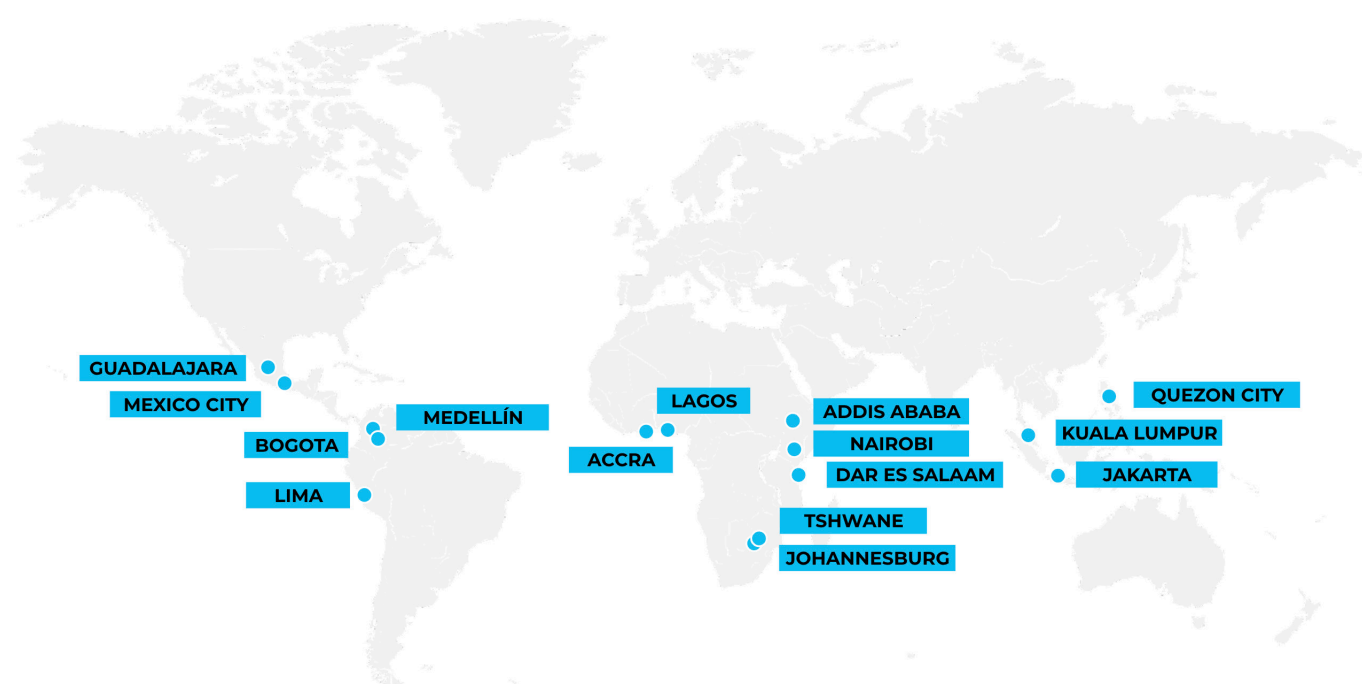 GUADALAJARA
MEXICO CITY
MEDELLÍN
BOGOTA
LIMA
LAGOS
ACCRA
ADDIS ABABA
NAIROBI
DAR ES SALAAM
TSHWANE
JOHANNESBURG
QUEZON CITY
KUALA LUMPUR
JAKARTA